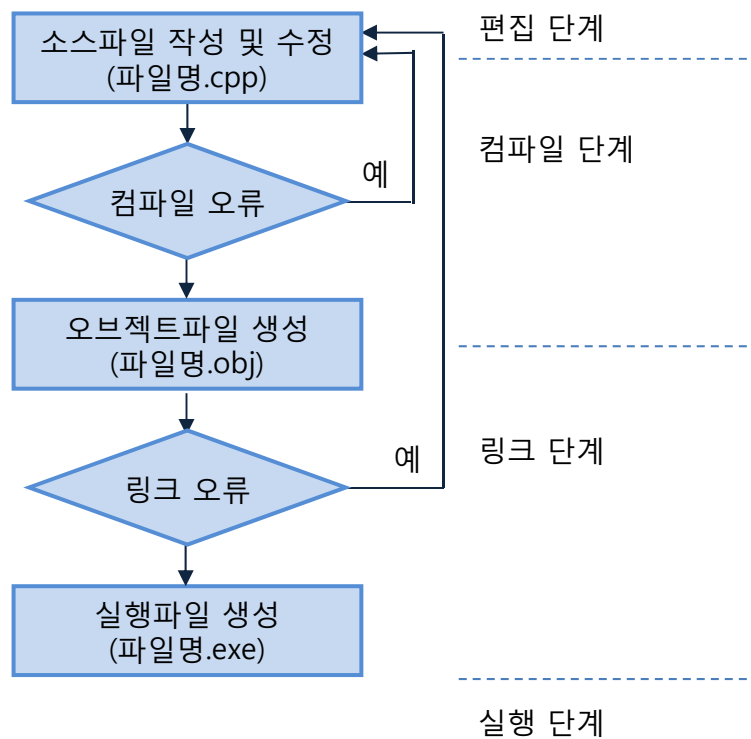 소스파일 작성 및 수정
(파일명.cpp)
편집 단계
컴파일 단계
예
컴파일 오류
오브젝트파일 생성
(파일명.obj)
링크 단계
예
링크 오류
실행파일 생성
(파일명.exe)
실행 단계